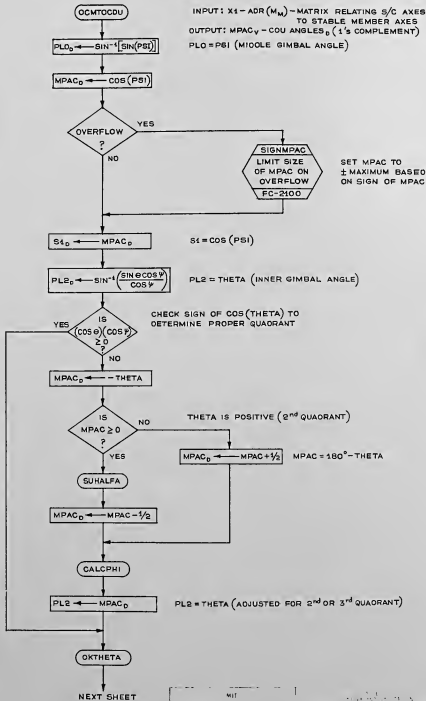 DCMTOCDU
INPUT: X1 - ADR(M_M) - MATRIX RELATING S/C AXES
TO STABLE MEMBER AXES
OUTPUT: MPAC_V - CDU ANGLES_D (1's COMPLEMENT)
PL0_D ← SIN⁻¹[SIN(PSI)]
PL0 = PSI (MIDDLE GIMBAL ANGLE)
MPAC_D ← COS(PSI)
OVERFLOW
?
YES
NO
SIGNMPAC
LIMIT SIZE
OF MPAC ON
OVERFLOW
FC-2100
SET MPAC TO
± MAXIMUM BASED
ON SIGN OF MPAC
S1_D ← MPAC_D
S1 = COS(PSI)
PL2_D ← SIN⁻¹(SIN θ COS Ψ / COS Ψ)
PL2 = THETA (INNER GIMBAL ANGLE)
YES
IS
(COS θ)(COS Ψ)
≥ 0
?
NO
CHECK SIGN OF COS(THETA) TO
DETERMINE PROPER QUADRANT
MPAC_D ← - THETA
IS
MPAC ≥ 0
?
NO
YES
THETA IS POSITIVE (2nd QUADRANT)
MPAC_D ← MPAC + 1/2
MPAC = 180° - THETA
SUHALFA
MPAC_D ← MPAC - 1/2
CALCPHI
PL2 ← MPAC_D
PL2 = THETA (ADJUSTED FOR 2nd OR 3rd QUADRANT)
OKTHETA
NEXT SHEET
MIT